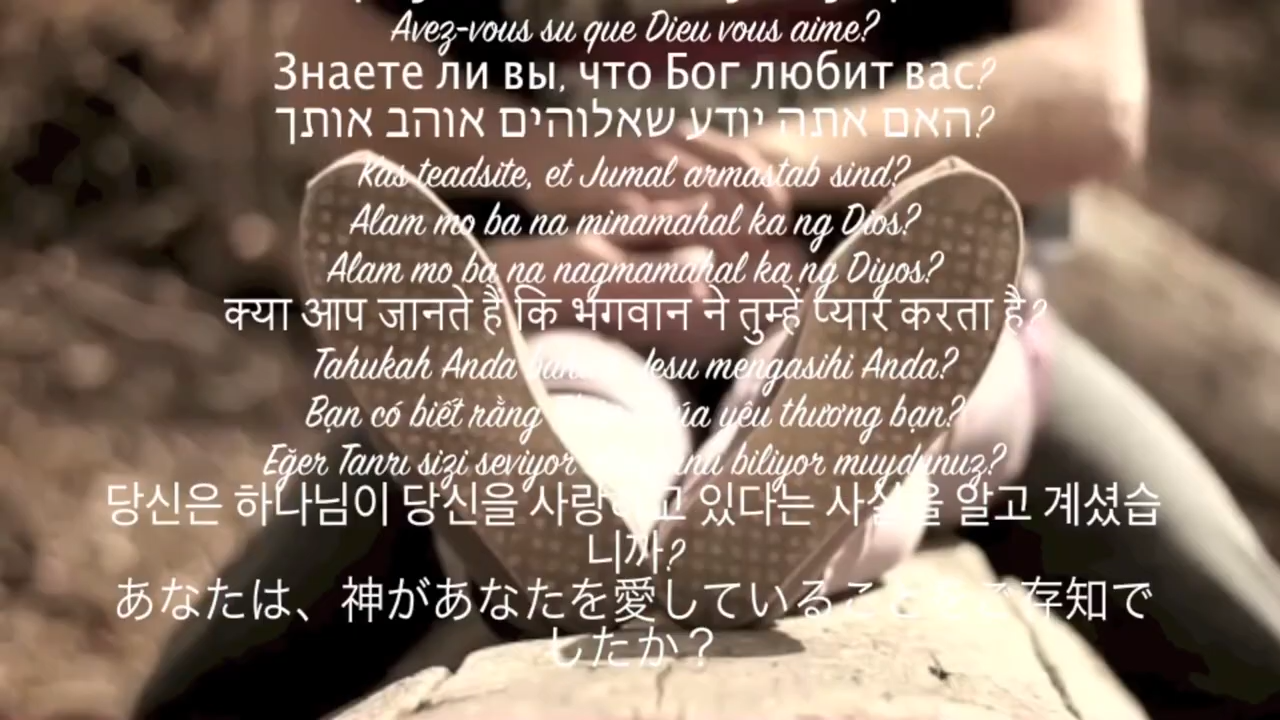 Avez-vous su que Dieu vous aime?
Знаете ли вы, что Бог любит вас?
האם אתה יודע שאלוהים אוהב אותך?
Kas teadsite, et Jumal armastab sind?
Alam mo ba na minamahal ka ng Dios?
Alam mo ba na nagmamahal ka ng Diyos?
क्या आप जानते हैं कि भगवान ने तुम्हें प्यार करता है?
Tahukah Anda Jesu mengasihi Anda?
Bạn có biết rằng yêu thương bạn?
Eğer Tanrı sizi seviyor biliyor muydunuz?
당신은 하나님이 당신을 사랑하고 있다는 사실을 알고 계셨습
니까?
あなたは、神があなたを愛していることをご存知で
したか？